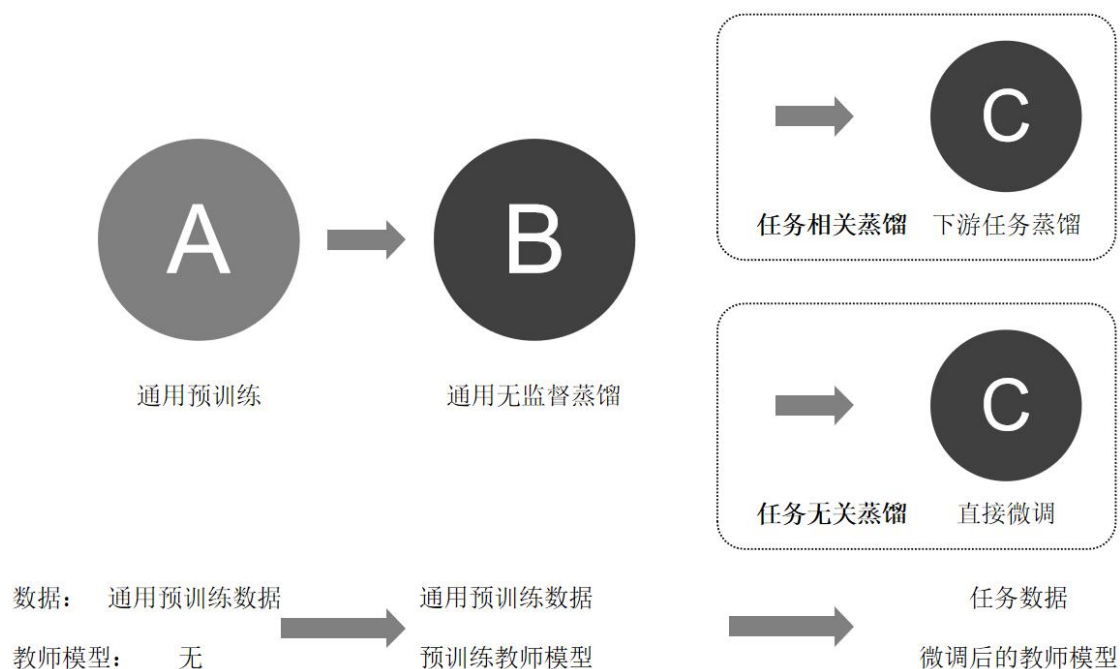 A
B
C
任务相关蒸馏 下游任务蒸馏
通用预训练
通用无监督蒸馏
C
任务无关蒸馏 直接微调
数据： 通用预训练数据 通用预训练数据 任务数据
教师模型： 无 预训练教师模型 微调后的教师模型